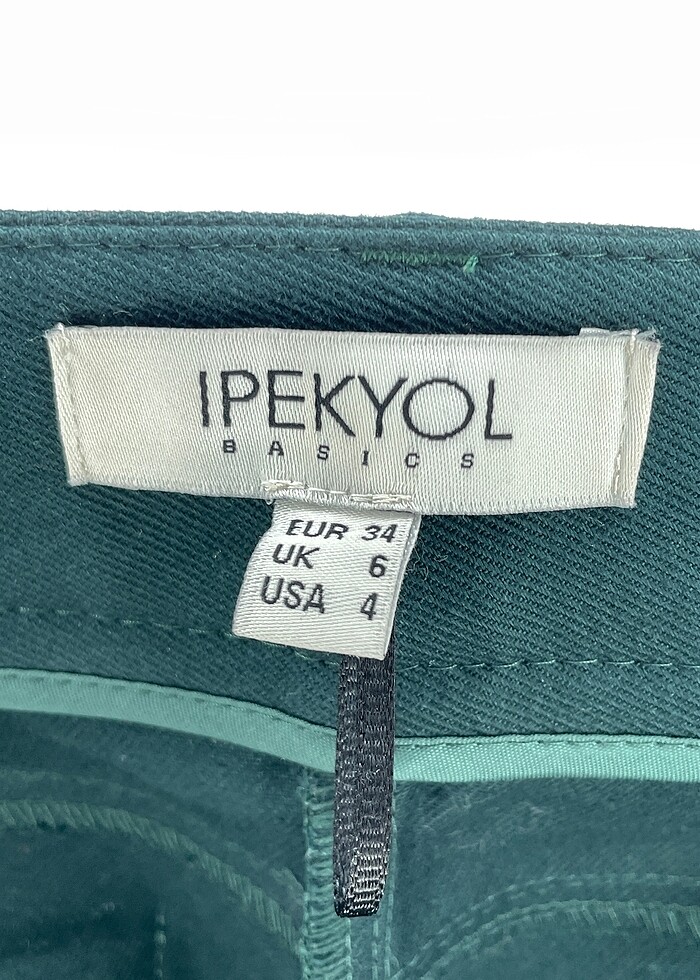 IPEKYOL
BASICS
EUR 34
UK 6
USA 4